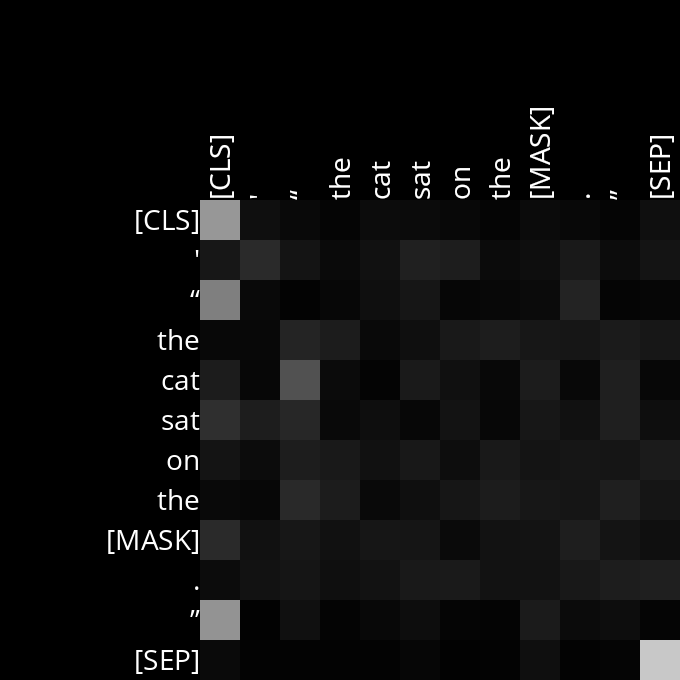 [CLS] ' “ the cat sat on the [MASK] . ” [SEP]
[CLS]
'
“
the
cat
sat
on
the
[MASK]
.
”
[SEP]